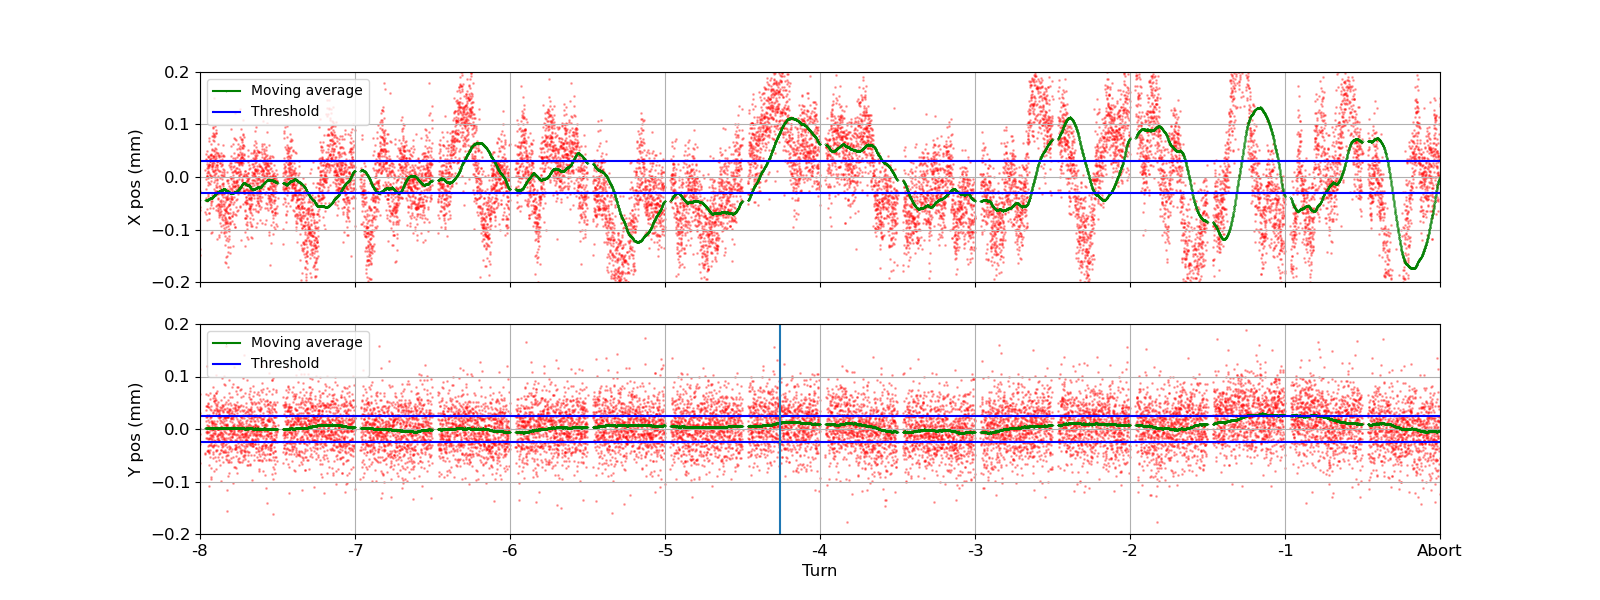 0.2
0.1
0.0
−0.1
−0.2
X pos (mm)
Moving average
Threshold
0.2
0.1
0.0
−0.1
−0.2
Y pos (mm)
Moving average
Threshold
-8 -7 -6 -5 -4 -3 -2 -1 Abort
Turn